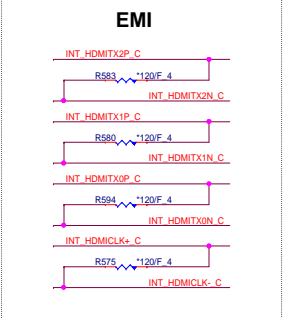 EMI
INT_HDMITX2P_C
R583 *120/F_4
INT_HDMITX2N_C
INT_HDMITX1P_C
R580 *120/F_4
INT_HDMITX1N_C
INT_HDMITX0P_C
R594 *120/F_4
INT_HDMITX0N_C
INT_HDMICLK+_C
R575 *120/F_4
INT_HDMICLK-_C